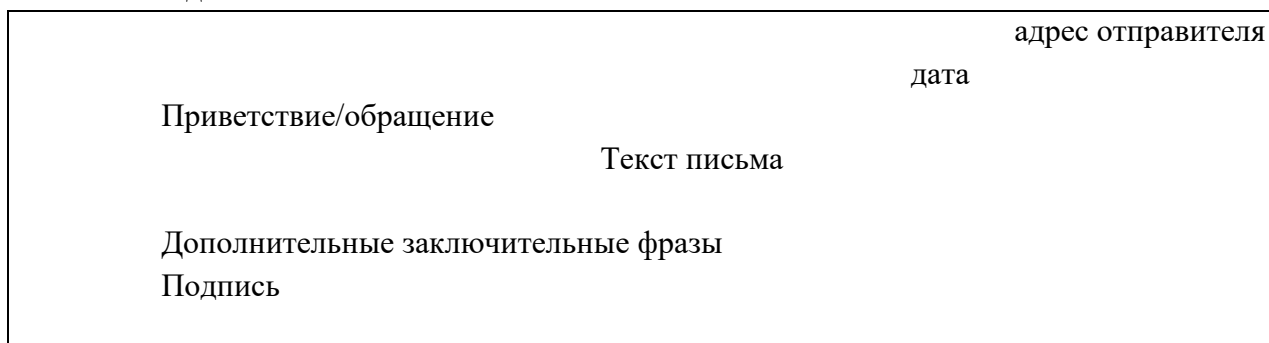 адрес отправителя
дата
Приветствие/обращение
Текст письма
Дополнительные заключительные фразы
Подпись